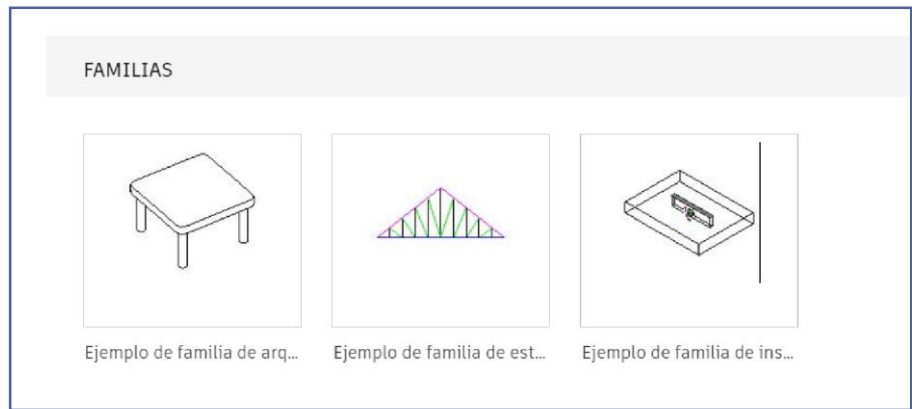 FAMILIAS
Ejemplo de familia de arq...
Ejemplo de familia de est...
Ejemplo de familia de ins...